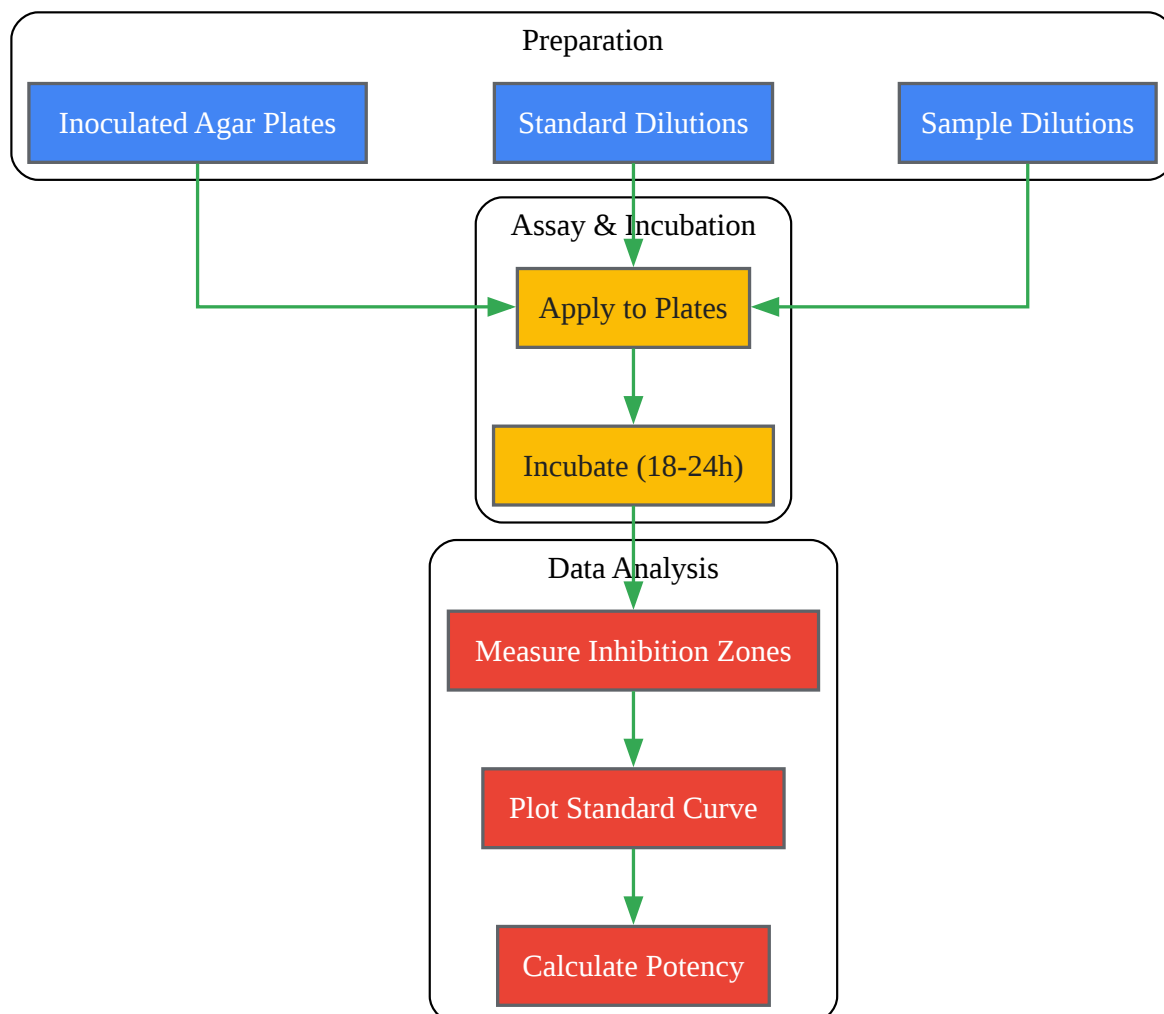 Preparation
Inoculated Agar Plates
Standard Dilutions
Sample Dilutions
Assay & Incubation
Apply to Plates
Incubate (18-24h)
Data Analysis
Measure Inhibition Zones
Plot Standard Curve
Calculate Potency